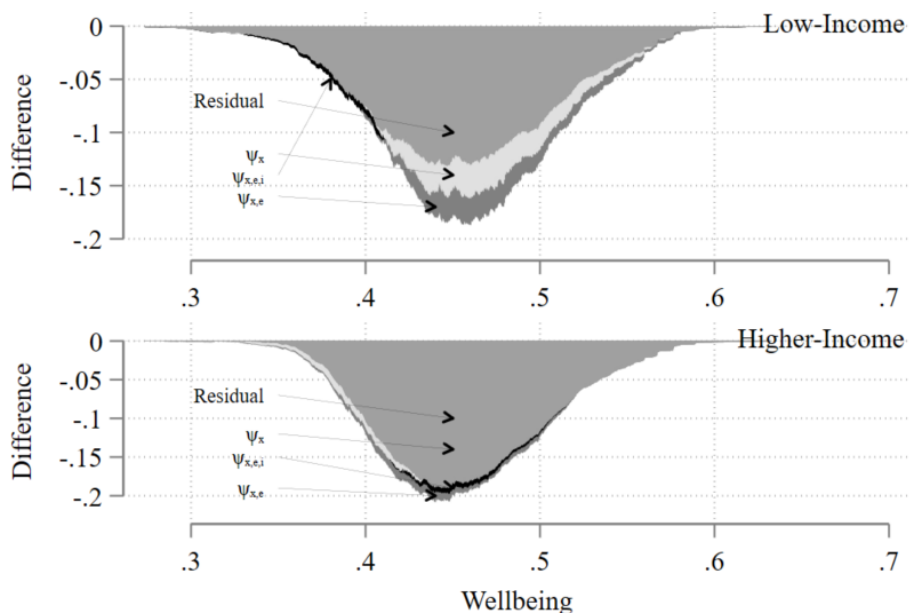 Low-Income
Difference
0
-.05
-.1
-.15
-.2
Residual
ψx
ψx,e,i
ψx,e
.3 .4 .5 .6 .7
Higher-Income
Difference
0
-.05
-.1
-.15
-.2
Residual
ψx
ψx,e,i
ψx,e
.3 .4 .5 .6 .7
Wellbeing